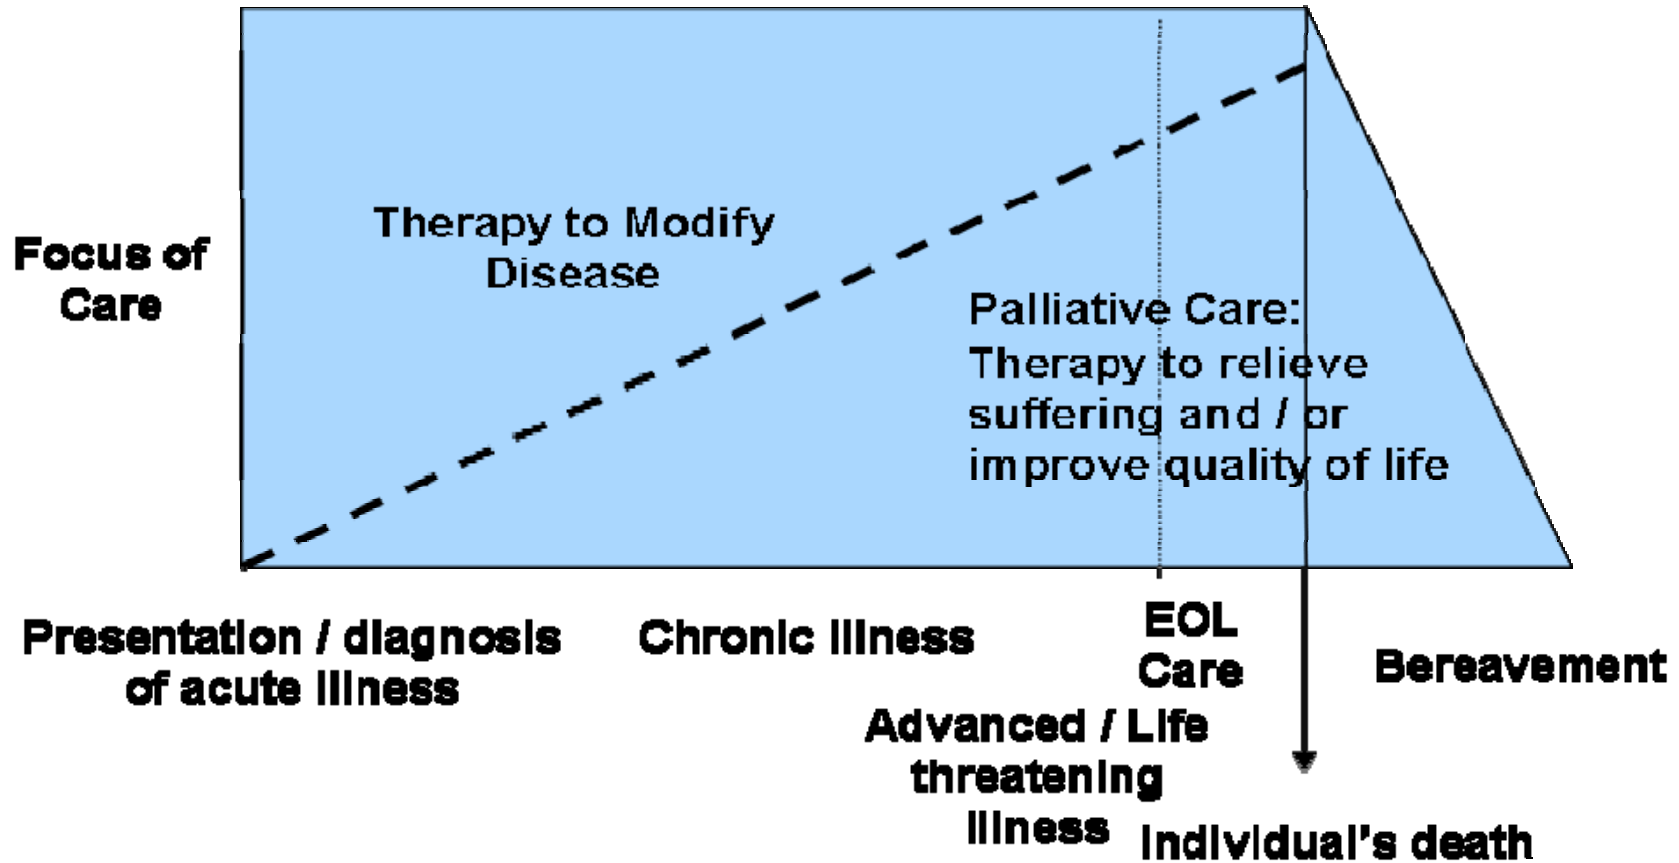 Focus of
Care
Therapy to Modify
Disease
Palliative Care:
Therapy to relieve
suffering and / or
improve quality of life
Presentation / diagnosis
of acute illness
Chronic illness
EOL
Care
Advanced / Life
threatening
illness
Individual's death
Bereavement